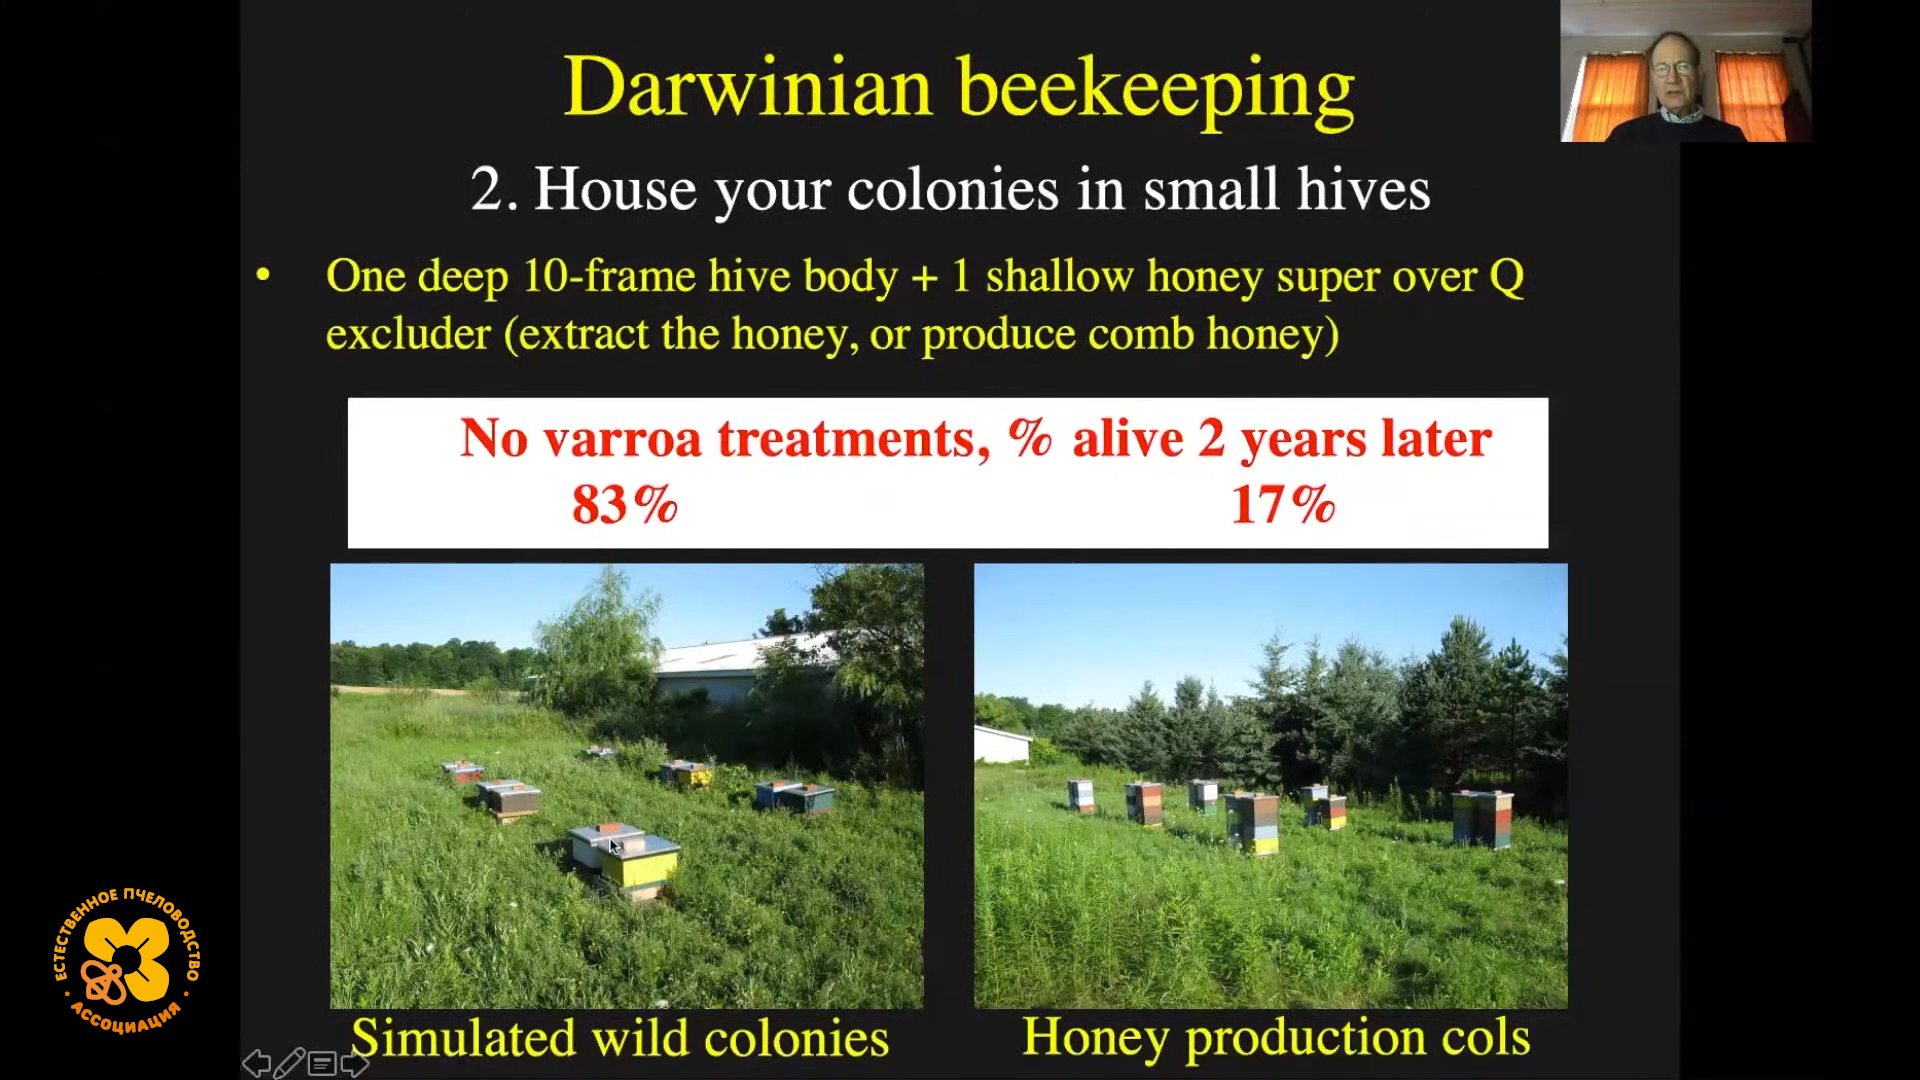 Darwinian beekeeping
2. House your colonies in small hives
• One deep 10-frame hive body + 1 shallow honey super over Q
excluder (extract the honey, or produce comb honey)
No varroa treatments, % alive 2 years later
83% 17%
Simulated wild colonies
Honey production cols
ЕСТЕСТВЕННОЕ ПЧЕЛОВОДСТВО
• АССОЦИАЦИЯ •